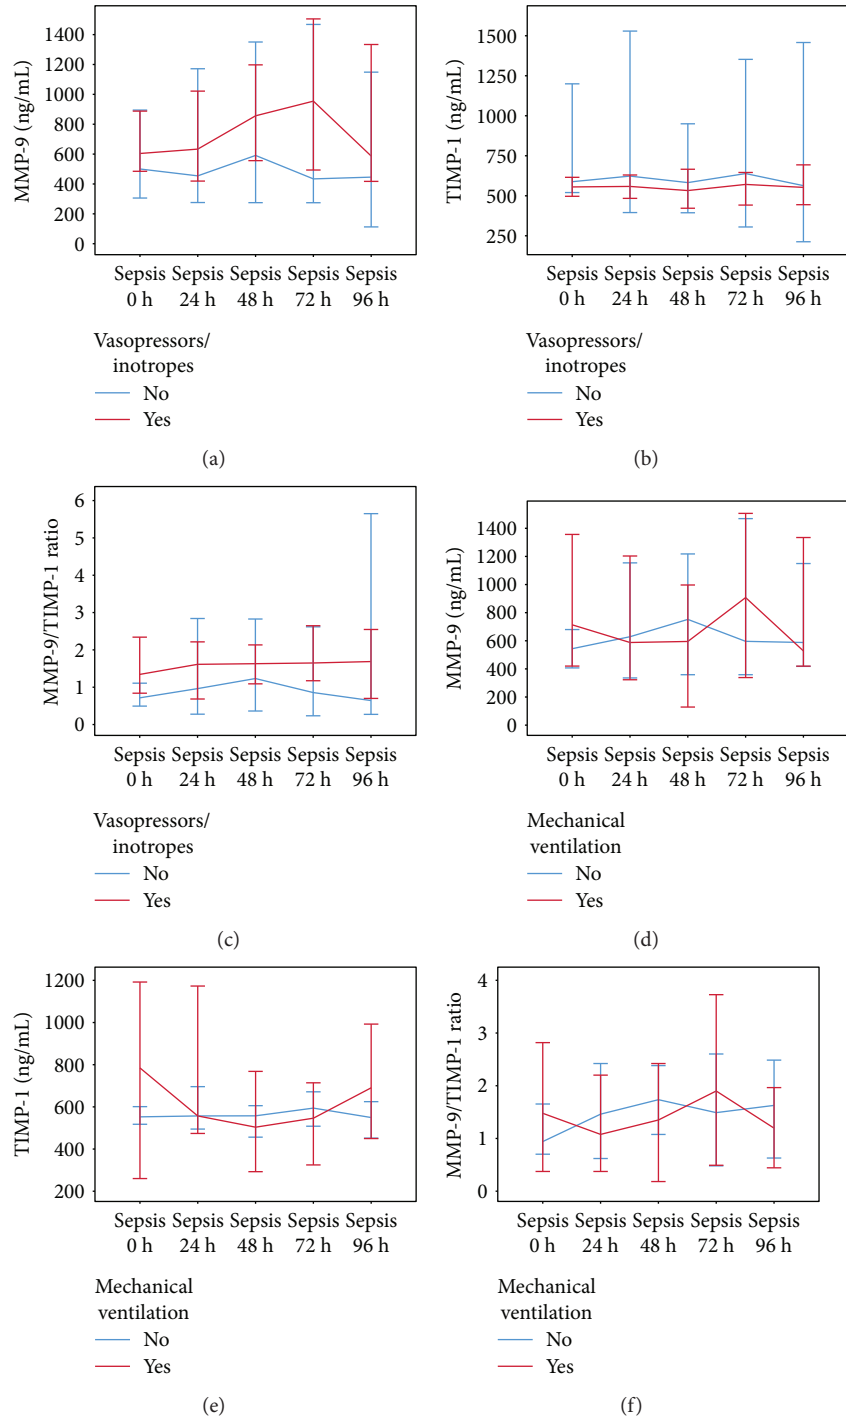 MMP-9 (ng/mL)
1400
1200
1000
800
600
400
200
0
Sepsis Sepsis Sepsis Sepsis Sepsis
0 h 24 h 48 h 72 h 96 h
Vasopressors/
inotropes
No
Yes
(a)
TIMP-1 (ng/mL)
1500
1250
1000
750
500
250
Sepsis Sepsis Sepsis Sepsis Sepsis
0 h 24 h 48 h 72 h 96 h
Vasopressors/
inotropes
No
Yes
(b)
MMP-9/TIMP-1 ratio
6
5
4
3
2
1
0
Sepsis Sepsis Sepsis Sepsis Sepsis
0 h 24 h 48 h 72 h 96 h
Vasopressors/
inotropes
No
Yes
(c)
MMP-9 (ng/mL)
1400
1200
1000
800
600
400
200
0
Sepsis Sepsis Sepsis Sepsis Sepsis
0 h 24 h 48 h 72 h 96 h
Mechanical
ventilation
No
Yes
(d)
TIMP-1 (ng/mL)
1200
1000
800
600
400
200
Sepsis Sepsis Sepsis Sepsis Sepsis
0 h 24 h 48 h 72 h 96 h
Mechanical
ventilation
No
Yes
(e)
MMP-9/TIMP-1 ratio
4
3
2
1
0
Sepsis Sepsis Sepsis Sepsis Sepsis
0 h 24 h 48 h 72 h 96 h
Mechanical
ventilation
No
Yes
(f)